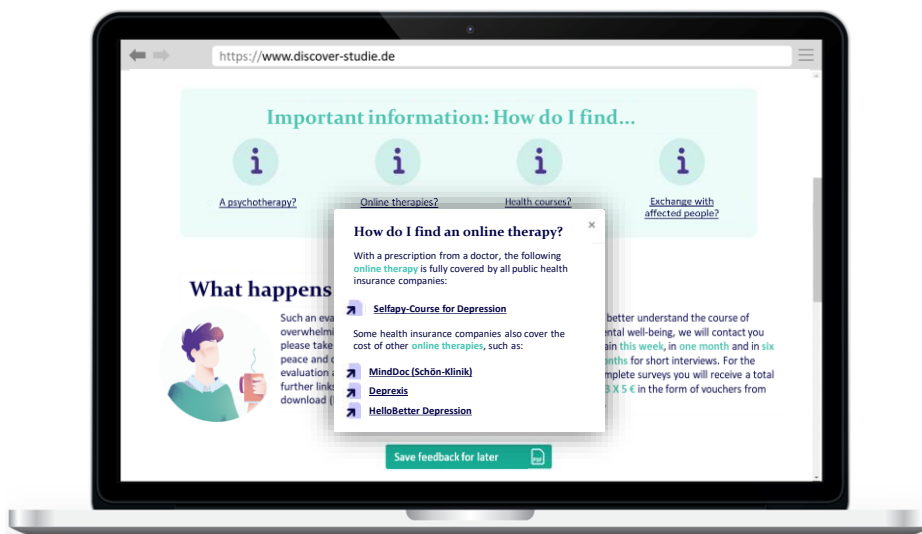 https://www.discover-studie.de
Important information: How do I find...
A psychotherapy?
Online therapies?
Health courses?
Exchange with
affected people?
How do I find an online therapy?
With a prescription from a doctor, the following
online therapy is fully covered by all public health
insurance companies:
Selfapy-Course for Depression
Some health insurance companies also cover the
cost of other online therapies, such as:
MindDoc (Schön-Klinik)
Deprexis
HelloBetter Depression
What happens
Such an
please take
peace and
evaluation
further links
download
better understand the course of
well-being, we will contact you
this week, in one month and in six
for short interviews. For the
surveys you will receive a total
3 X 5 € in the form of vouchers from
Save feedback for later
PDF